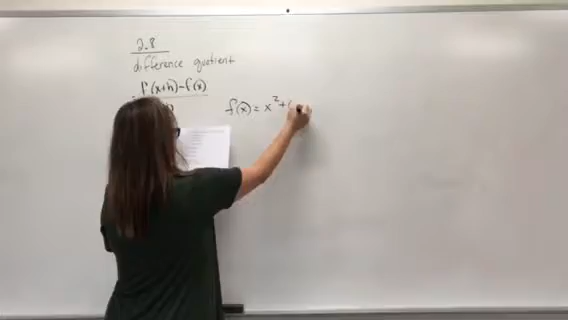 2.8
difference quotient
f(x+h)-f(x)
h
f(x) = x²+